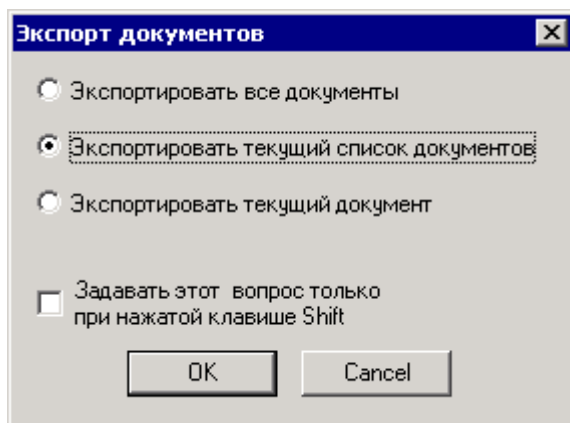 Экспорт документов
Экспортировать все документы
Экспортировать текущий список документов
Экспортировать текущий документ
Задавать этот вопрос только
при нажатой клавише Shift
OK
Cancel